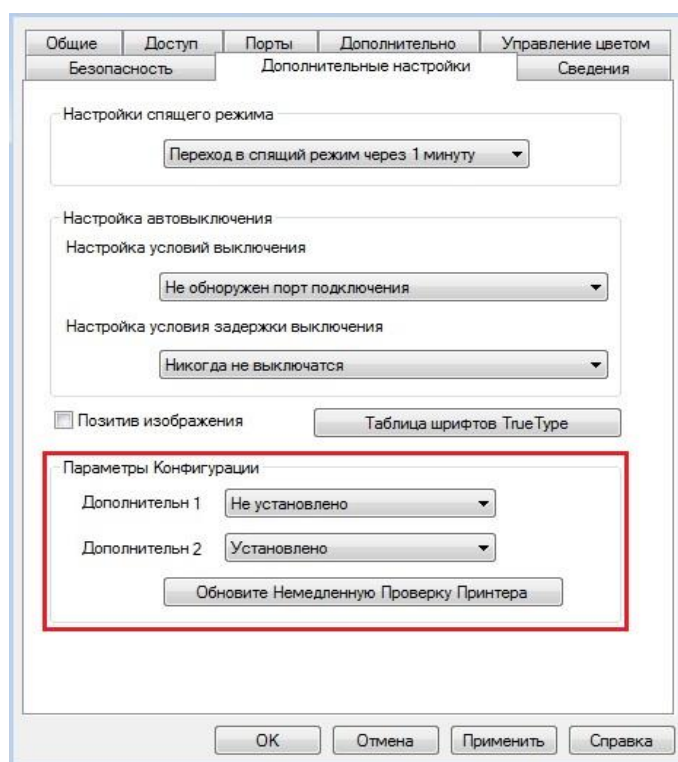 Общие Доступ Порты Дополнительно Управление цветом
Безопасность Дополнительные настройки Сведения
Настройки спящего режима
Переход в спящий режим через 1 минуту
Настройка автовыключения
Настройка условий выключения
Не обноружен порт подключения
Настройка условия задержки выключения
Никогда не выключатся
Позитив изображения Таблица шрифтов TrueType
Параметры Конфигурации
Дополнительн 1 Не установлено
Дополнительн 2 Установлено
Обновите Немедленную Проверку Принтера
OK Отмена Применить Справка